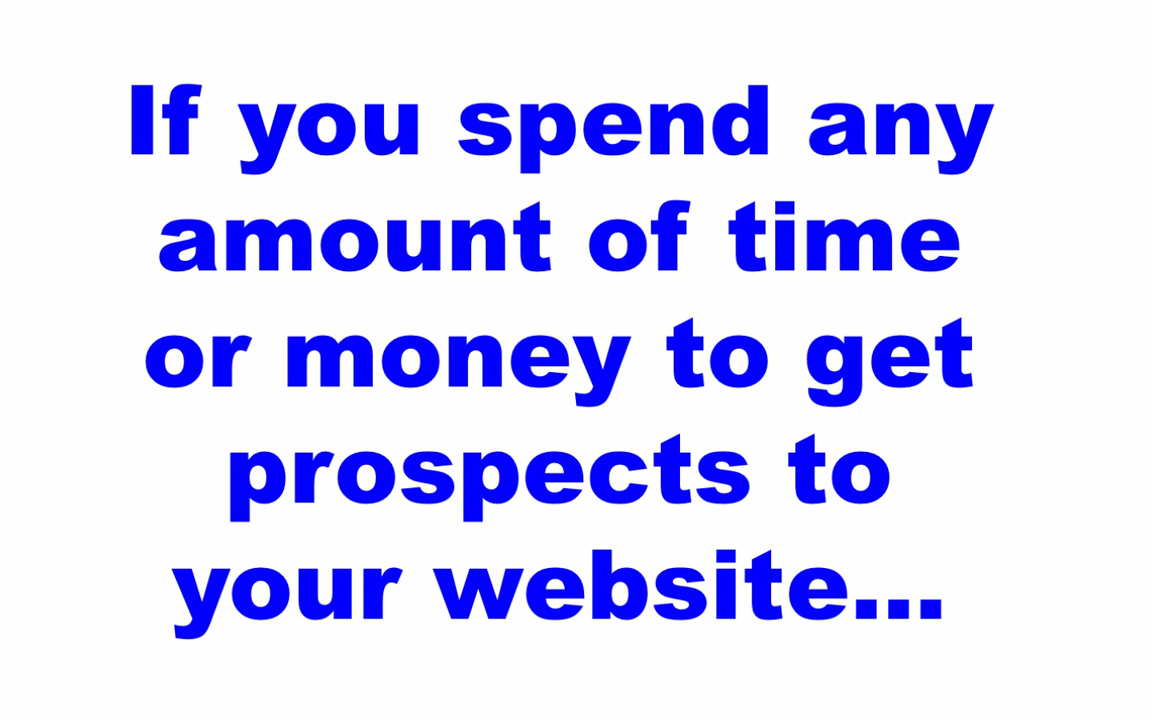 If you spend any
amount of time
or money to get
prospects to
your website...